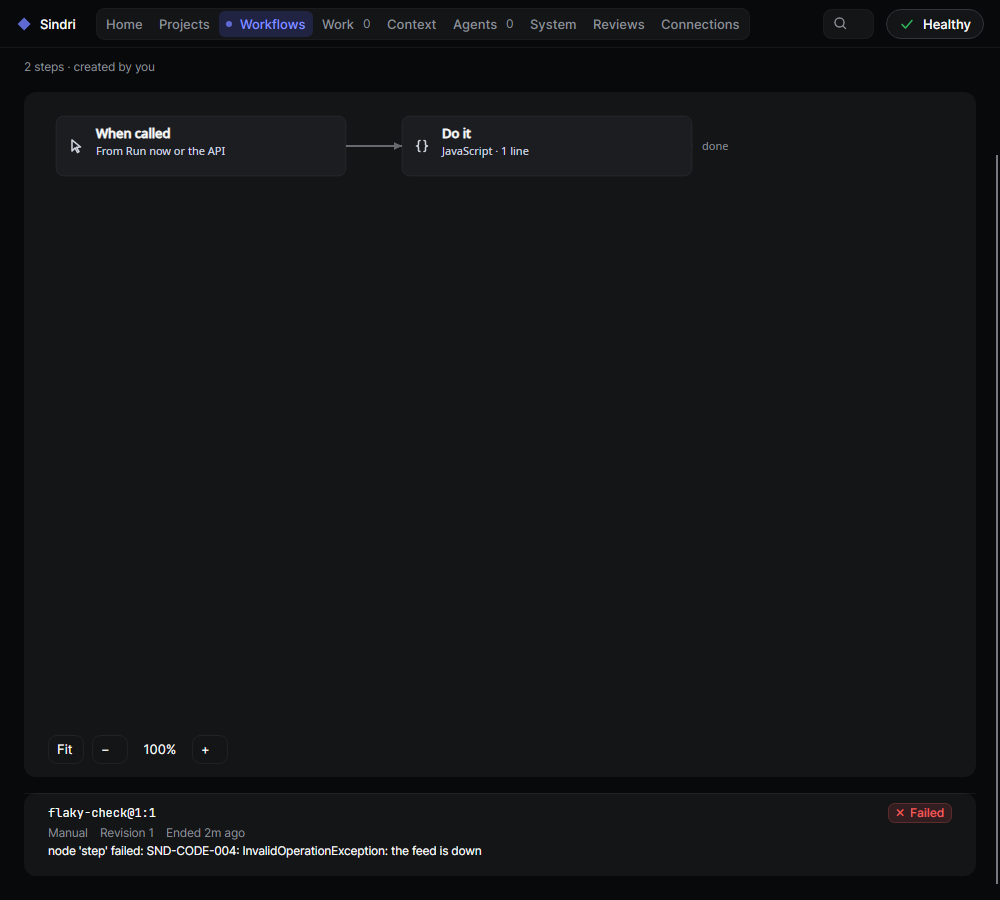 Sindri Home Projects Workflows Work 0 Context Agents 0 System Reviews Connections Healthy
2 steps · created by you
When called
From Run now or the API
{} Do it
JavaScript · 1 line
done
Fit − 100% +
flaky-check@1:1
× Failed
Manual Revision 1 Ended 2m ago
node 'step' failed: SND-CODE-004: InvalidOperationException: the feed is down